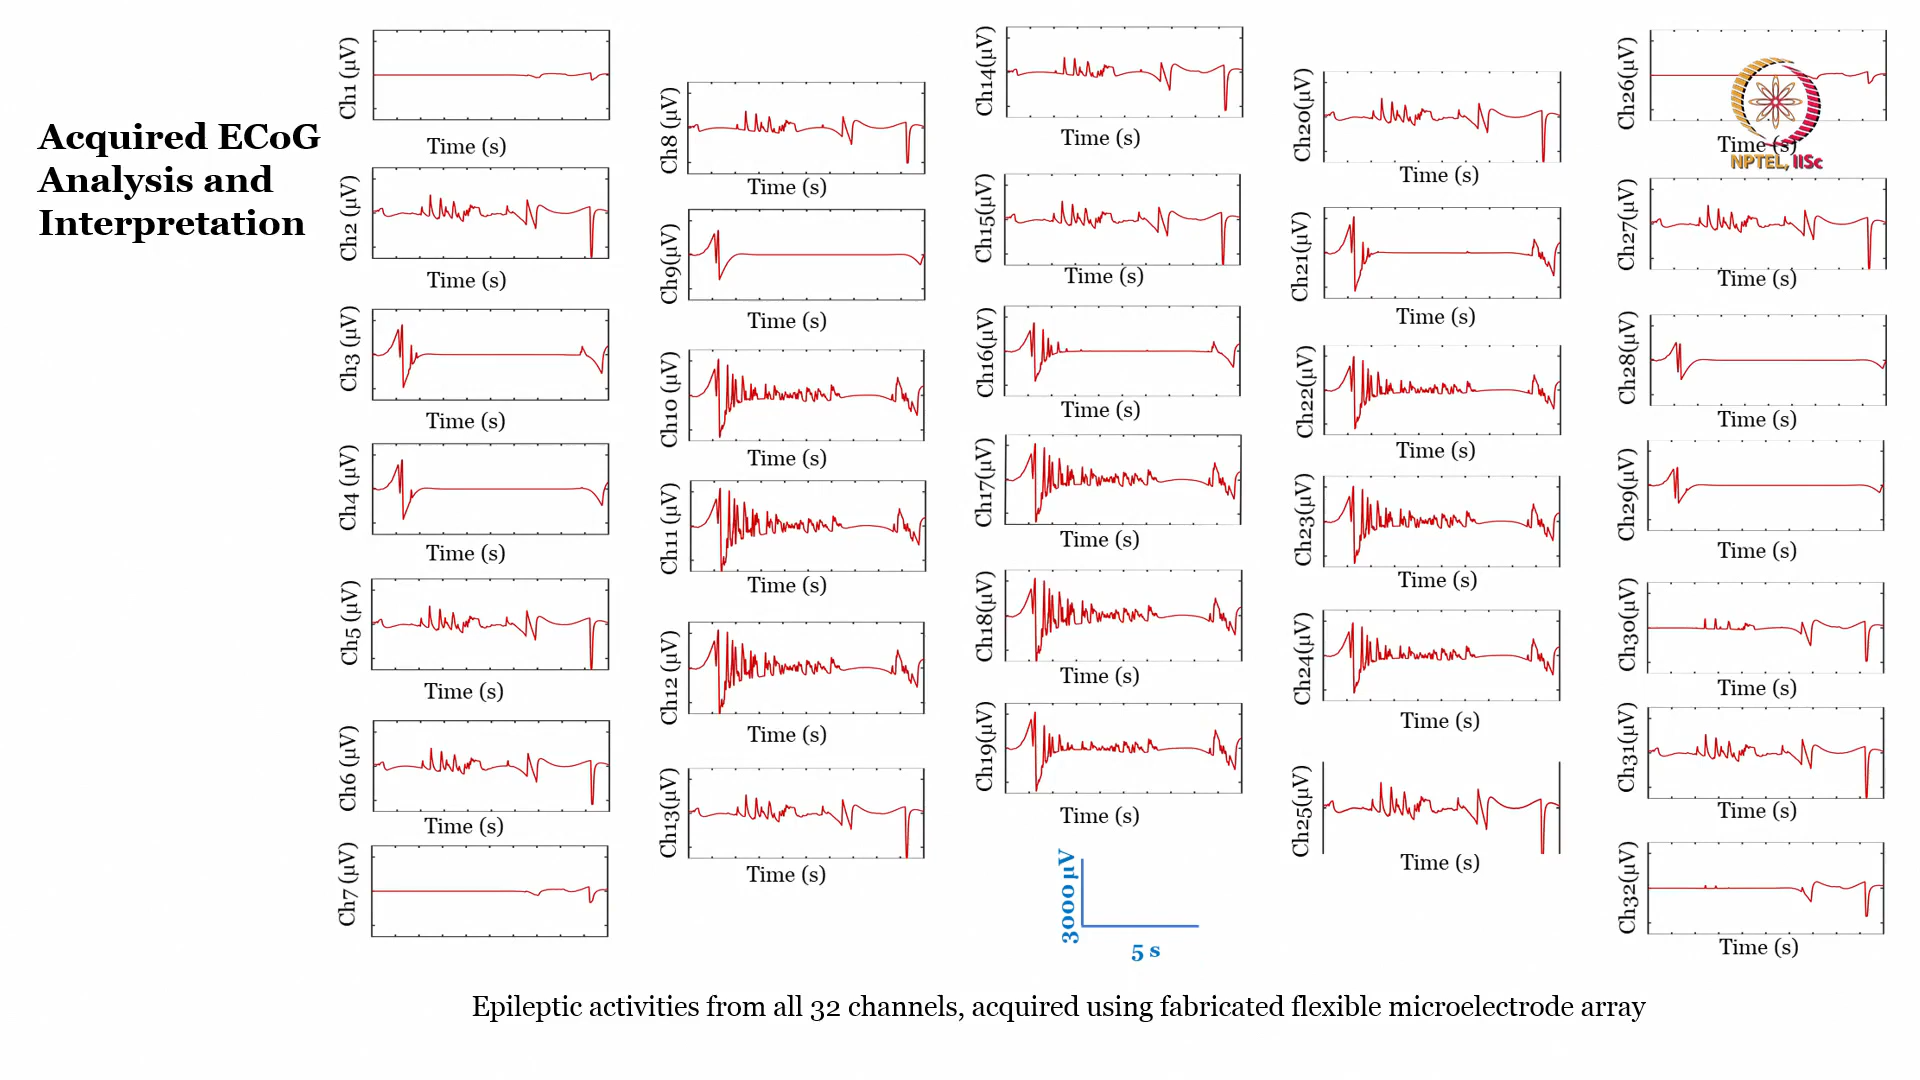 Acquired ECoG
Analysis and
Interpretation
Ch1 (µV)
Time (s)
Ch2 (µV)
Time (s)
Ch3 (µV)
Time (s)
Ch4 (µV)
Time (s)
Ch5 (µV)
Time (s)
Ch6 (µV)
Time (s)
Ch7 (µV)
Ch8 (µV)
Time (s)
Ch9(µV)
Time (s)
Ch10 (µV)
Time (s)
Ch11 (µV)
Time (s)
Ch12 (µV)
Time (s)
Ch13(µV)
Time (s)
Ch14(µV)
Time (s)
Ch15(µV)
Time (s)
Ch16(µV)
Time (s)
Ch17(µV)
Time (s)
Ch18(µV)
Time (s)
Ch19(µV)
Time (s)
3000 µV
5 s
Ch20(µV)
Time (s)
Ch21(µV)
Time (s)
Ch22(µV)
Time (s)
Ch23(µV)
Time (s)
Ch24(µV)
Time (s)
Ch25(µV)
Time (s)
Ch26(µV)
Time (s)
NPTEL, IISc
Ch27(µV)
Time (s)
Ch28(µV)
Time (s)
Ch29(µV)
Time (s)
Ch30(µV)
Time (s)
Ch31(µV)
Time (s)
Ch32(µV)
Time (s)
Epileptic activities from all 32 channels, acquired using fabricated flexible microelectrode array